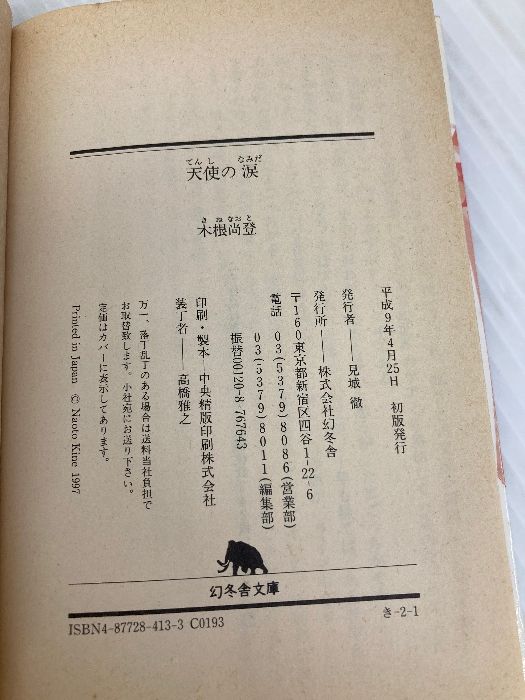 てんし なみだ
天使の涙
きねなおと
木根尚登
平成9年4月25日 初版発行
発行者――見城 徹
発行所――株式会社幻冬舎
〒160東京都新宿区四谷1-22-6
電話 03(5379)8086(営業部)
03(5379)8011(編集部)
振替00120-8-767643
印刷・製本―中央精版印刷株式会社
装丁者――高橋雅之
万一、落丁乱丁のある場合は送料当社負担で
お取替致します。小社宛にお送り下さい。
定価はカバーに表示してあります。
Printed in Japan © Naoto Kine 1997
幻冬舎文庫
ISBN4-87728-413-3 C0193
き-2-1